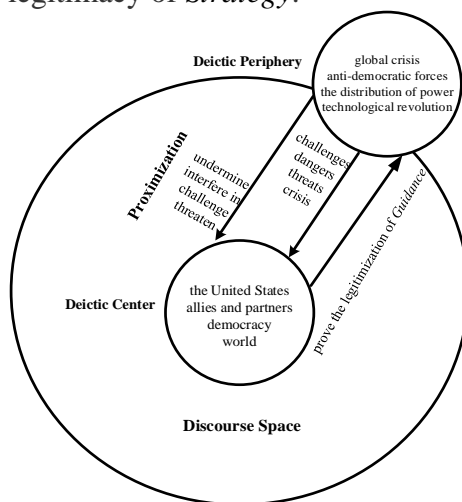 legitimacy of Strategy.
Deictic Periphery
global crisis
anti-democratic forces
the distribution of power
technological revolution
Proximization
undermine
interfere in
challenge
threaten
challenges
dangers
threats
crisis
prove the legitimization of Guidance
Deictic Center
the United States
allies and partners
democracy
world
Discourse Space